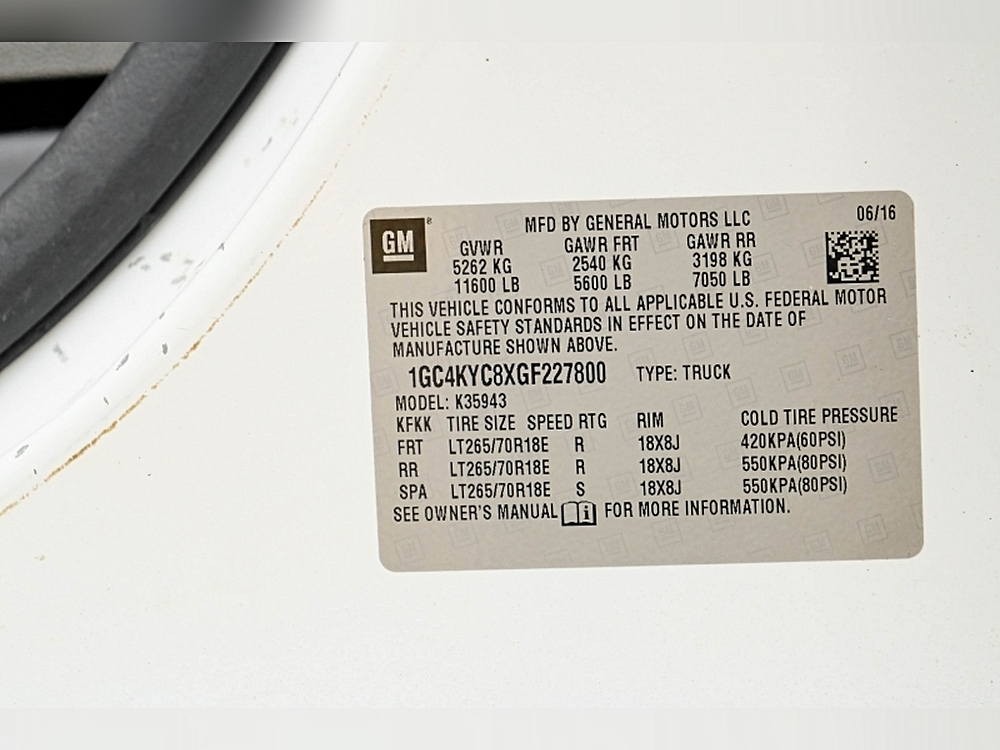 GM®
MFD BY GENERAL MOTORS LLC 06/16
GVWR GAWR FRT GAWR RR
5262 KG 2540 KG 3198 KG
11600 LB 5600 LB 7050 LB
THIS VEHICLE CONFORMS TO ALL APPLICABLE U.S. FEDERAL MOTOR
VEHICLE SAFETY STANDARDS IN EFFECT ON THE DATE OF
MANUFACTURE SHOWN ABOVE.
1GC4KYC8XGF227800 TYPE: TRUCK
MODEL: K35943
KFKK TIRE SIZE SPEED RTG RIM COLD TIRE PRESSURE
FRT LT265/70R18E R 18X8J 420KPA(60PSI)
RR LT265/70R18E R 18X8J 550KPA(80PSI)
SPA LT265/70R18E S 18X8J 550KPA(80PSI)
SEE OWNER'S MANUAL i FOR MORE INFORMATION.